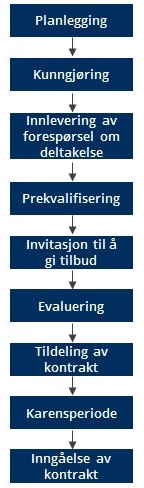 Planlegging
Kunngjøring
Innlevering av
forespørsel om
deltakelse
Prekvalifisering
Invitasjon til å
gi tilbud
Evaluering
Tildeling av
kontrakt
Karensperiode
Inngåelse av
kontrakt